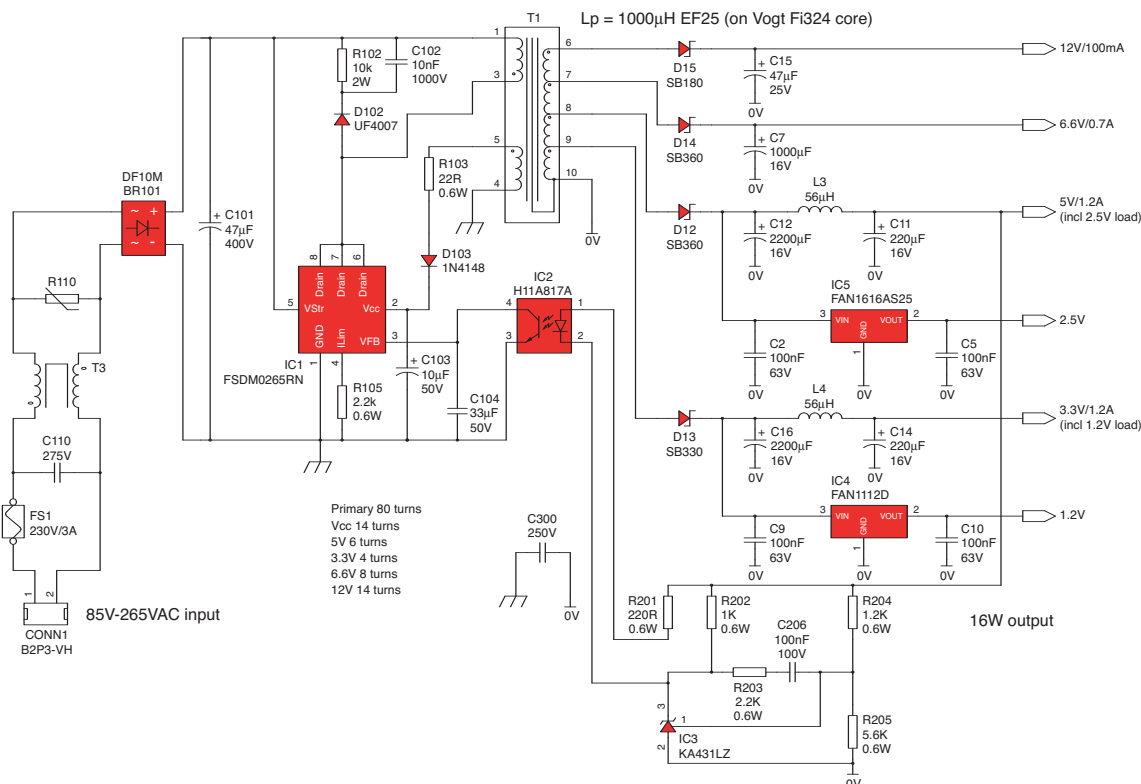 T1
Lp = 1000µH EF25 (on Vogt Fi324 core)
1
3
5
4
6
7
8
9
10
0V
R102
10k
2W
C102
10nF
1000V
D102
UF4007
R103
22R
0.6W
D103
1N4148
D15
SB180
C15
47µF
25V
0V
12V/100mA
D14
SB360
C7
1000µF
16V
0V
6.6V/0.7A
D12
SB360
C12
2200µF
16V
0V
L3
56µH
C11
220µF
16V
0V
5V/1.2A
(incl 2.5V load)
DF10M
BR101
~ +
~ -
C101
47µF
400V
R110
T3
C110
275V
FS1
230V/3A
1
2
CONN1
B2P3-VH
85V-265VAC input
8
7
6
Drain
Drain
Drain
5
VStr
Vcc
2
GND
ILim
VFB
3
1
4
IC1
FSDM0265RN
R105
2.2k
0.6W
C103
10µF
50V
C104
33µF
50V
IC2
H11A817A
4
3
1
2
IC5
FAN1616AS25
3
VIN
VOUT
2
GND
1
0V
2.5V
C2
100nF
63V
0V
C5
100nF
63V
0V
D13
SB330
C16
2200µF
16V
0V
L4
56µH
C14
220µF
16V
0V
3.3V/1.2A
(incl 1.2V load)
IC4
FAN1112D
3
VIN
VOUT
2
GND
1
0V
1.2V
C9
100nF
63V
0V
C10
100nF
63V
0V
Primary 80 turns
Vcc 14 turns
5V 6 turns
3.3V 4 turns
6.6V 8 turns
12V 14 turns
C300
250V
0V
R201
220R
0.6W
R202
1K
0.6W
C206
100nF
100V
R204
1.2K
0.6W
16W output
R203
2.2K
0.6W
3
1
2
IC3
KA431LZ
R205
5.6K
0.6W
0V